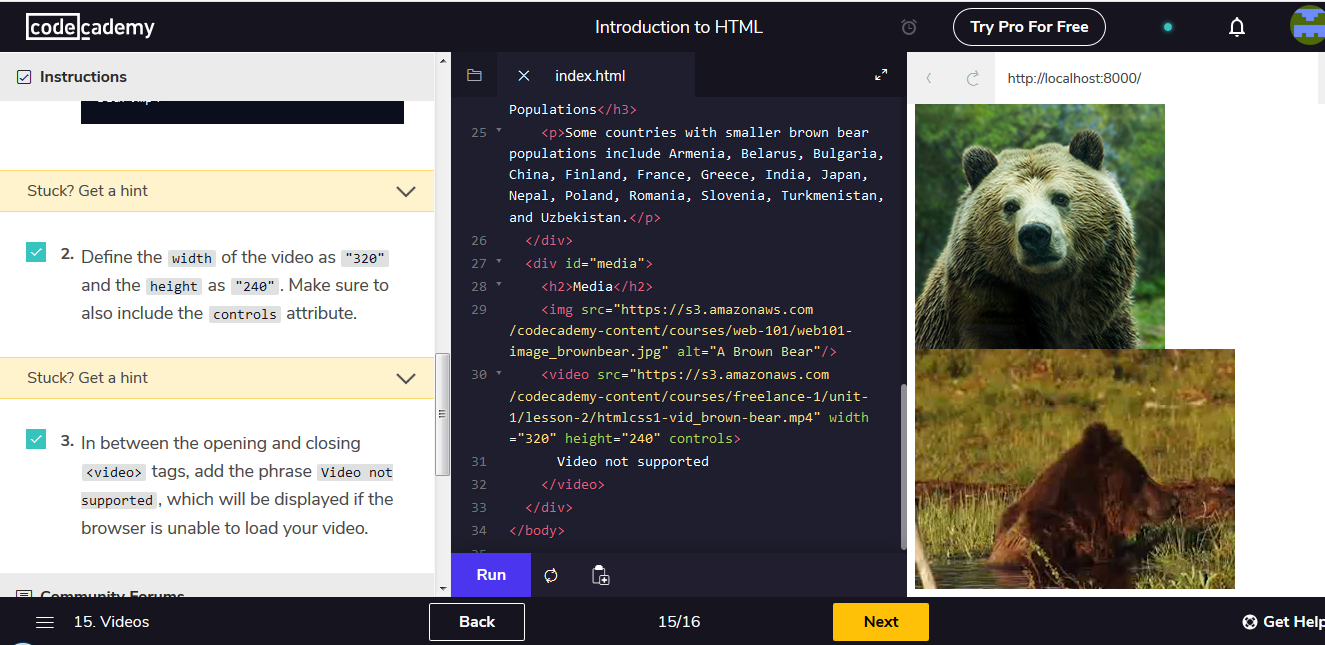 codecademy
Introduction to HTML
Try Pro For Free
Instructions
Stuck? Get a hint
2. Define the width of the video as "320"
and the height as "240". Make sure to
also include the controls attribute.
Stuck? Get a hint
3. In between the opening and closing
<video> tags, add the phrase Video not
supported, which will be displayed if the
browser is unable to load your video.
Community Forums
index.html
Populations</h3>
25 <p>Some countries with smaller brown bear
populations include Armenia, Belarus, Bulgaria,
China, Finland, France, Greece, India, Japan,
Nepal, Poland, Romania, Slovenia, Turkmenistan,
and Uzbekistan.</p>
26 </div>
27 <div id="media">
28 <h2>Media</h2>
29 <img src="https://s3.amazonaws.com
/codecademy-content/courses/web-101/web101-
image_brownbear.jpg" alt="A Brown Bear"/>
30 <video src="https://s3.amazonaws.com
/codecademy-content/courses/freelance-1/unit-
1/lesson-2/htmlcss1-vid_brown-bear.mp4" width
="320" height="240" controls>
31 Video not supported
32 </video>
33 </div>
34 </body>
Run
http://localhost:8000/
15. Videos
Back
15/16
Next
Get Help